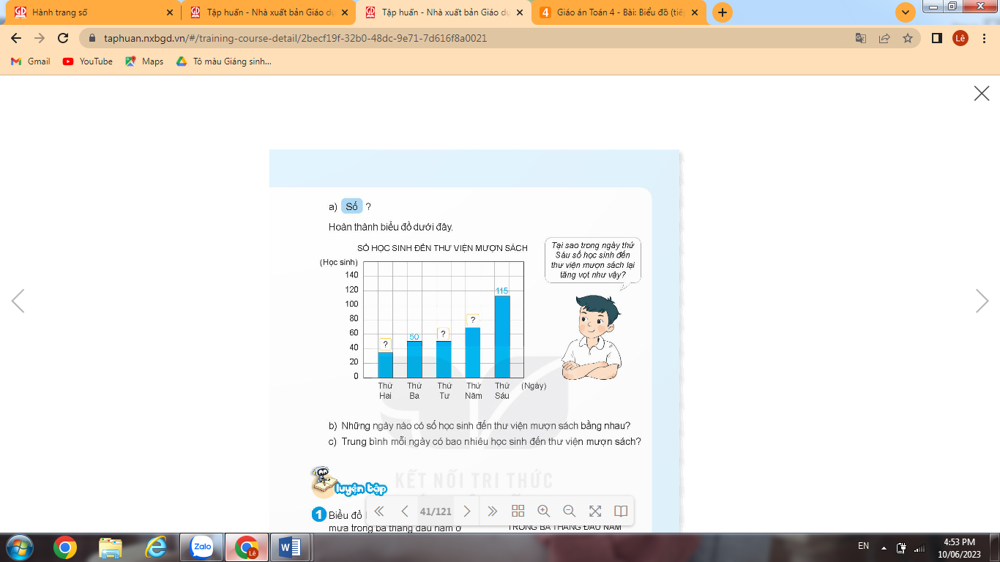 Hành trang số
Tập huấn - Nhà xuất bản Giáo dụ
Tập huấn - Nhà xuất bản Giáo dụ
Giáo án Toán 4 - Bài: Biểu đồ (tiế
taphuan.nxbgd.vn/#/training-course-detail/2becf19f-32b0-48dc-9e71-7d616f8a0021
Lê
Gmail
YouTube
Maps
Tô màu Giáng sinh...
a) Số ?
Hoàn thành biểu đồ dưới đây.
SỐ HỌC SINH ĐẾN THƯ VIỆN MƯỢN SÁCH
(Học sinh)
140
120
100
80
60
40
20
0
?
50
?
?
115
Thứ Hai
Thứ Ba
Thứ Tư
Thứ Năm
Thứ Sáu
(Ngày)
Tại sao trong ngày thứ
Sáu số học sinh đến
thư viện mượn sách lại
tăng vọt như vậy?
b) Những ngày nào có số học sinh đến thư viện mượn sách bằng nhau?
c) Trung bình mỗi ngày có bao nhiêu học sinh đến thư viện mượn sách?
KẾT NỐI TRI THỨC
luyện tập
1 Biểu đồ
mưa trong ba tháng đầu năm ở
TRONG BA THÁNG ĐẦU NĂM
41/121
Zalo
Lê
EN
4:53 PM
10/06/2023